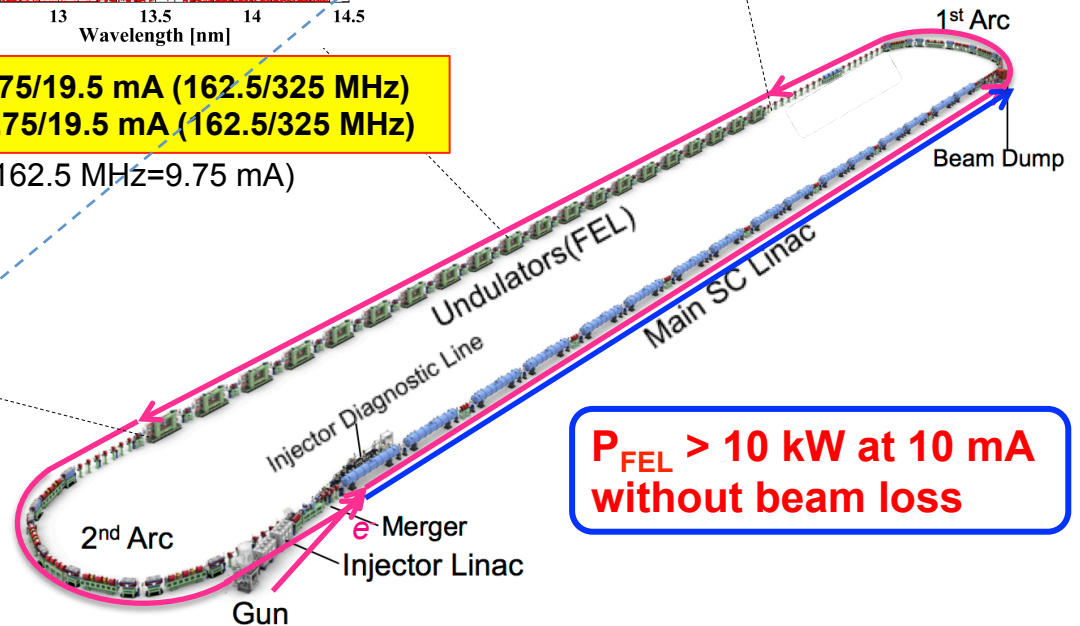 13 13.5 14 14.5
Wavelength [nm]
75/19.5 mA (162.5/325 MHz)
.75/19.5 mA (162.5/325 MHz)
162.5 MHz=9.75 mA)
1st Arc
Beam Dump
Undulators(FEL)
Main SC Linac
Injector Diagnostic Line
PFEL > 10 kW at 10 mA
without beam loss
e
Merger
2nd Arc
Injector Linac
Gun